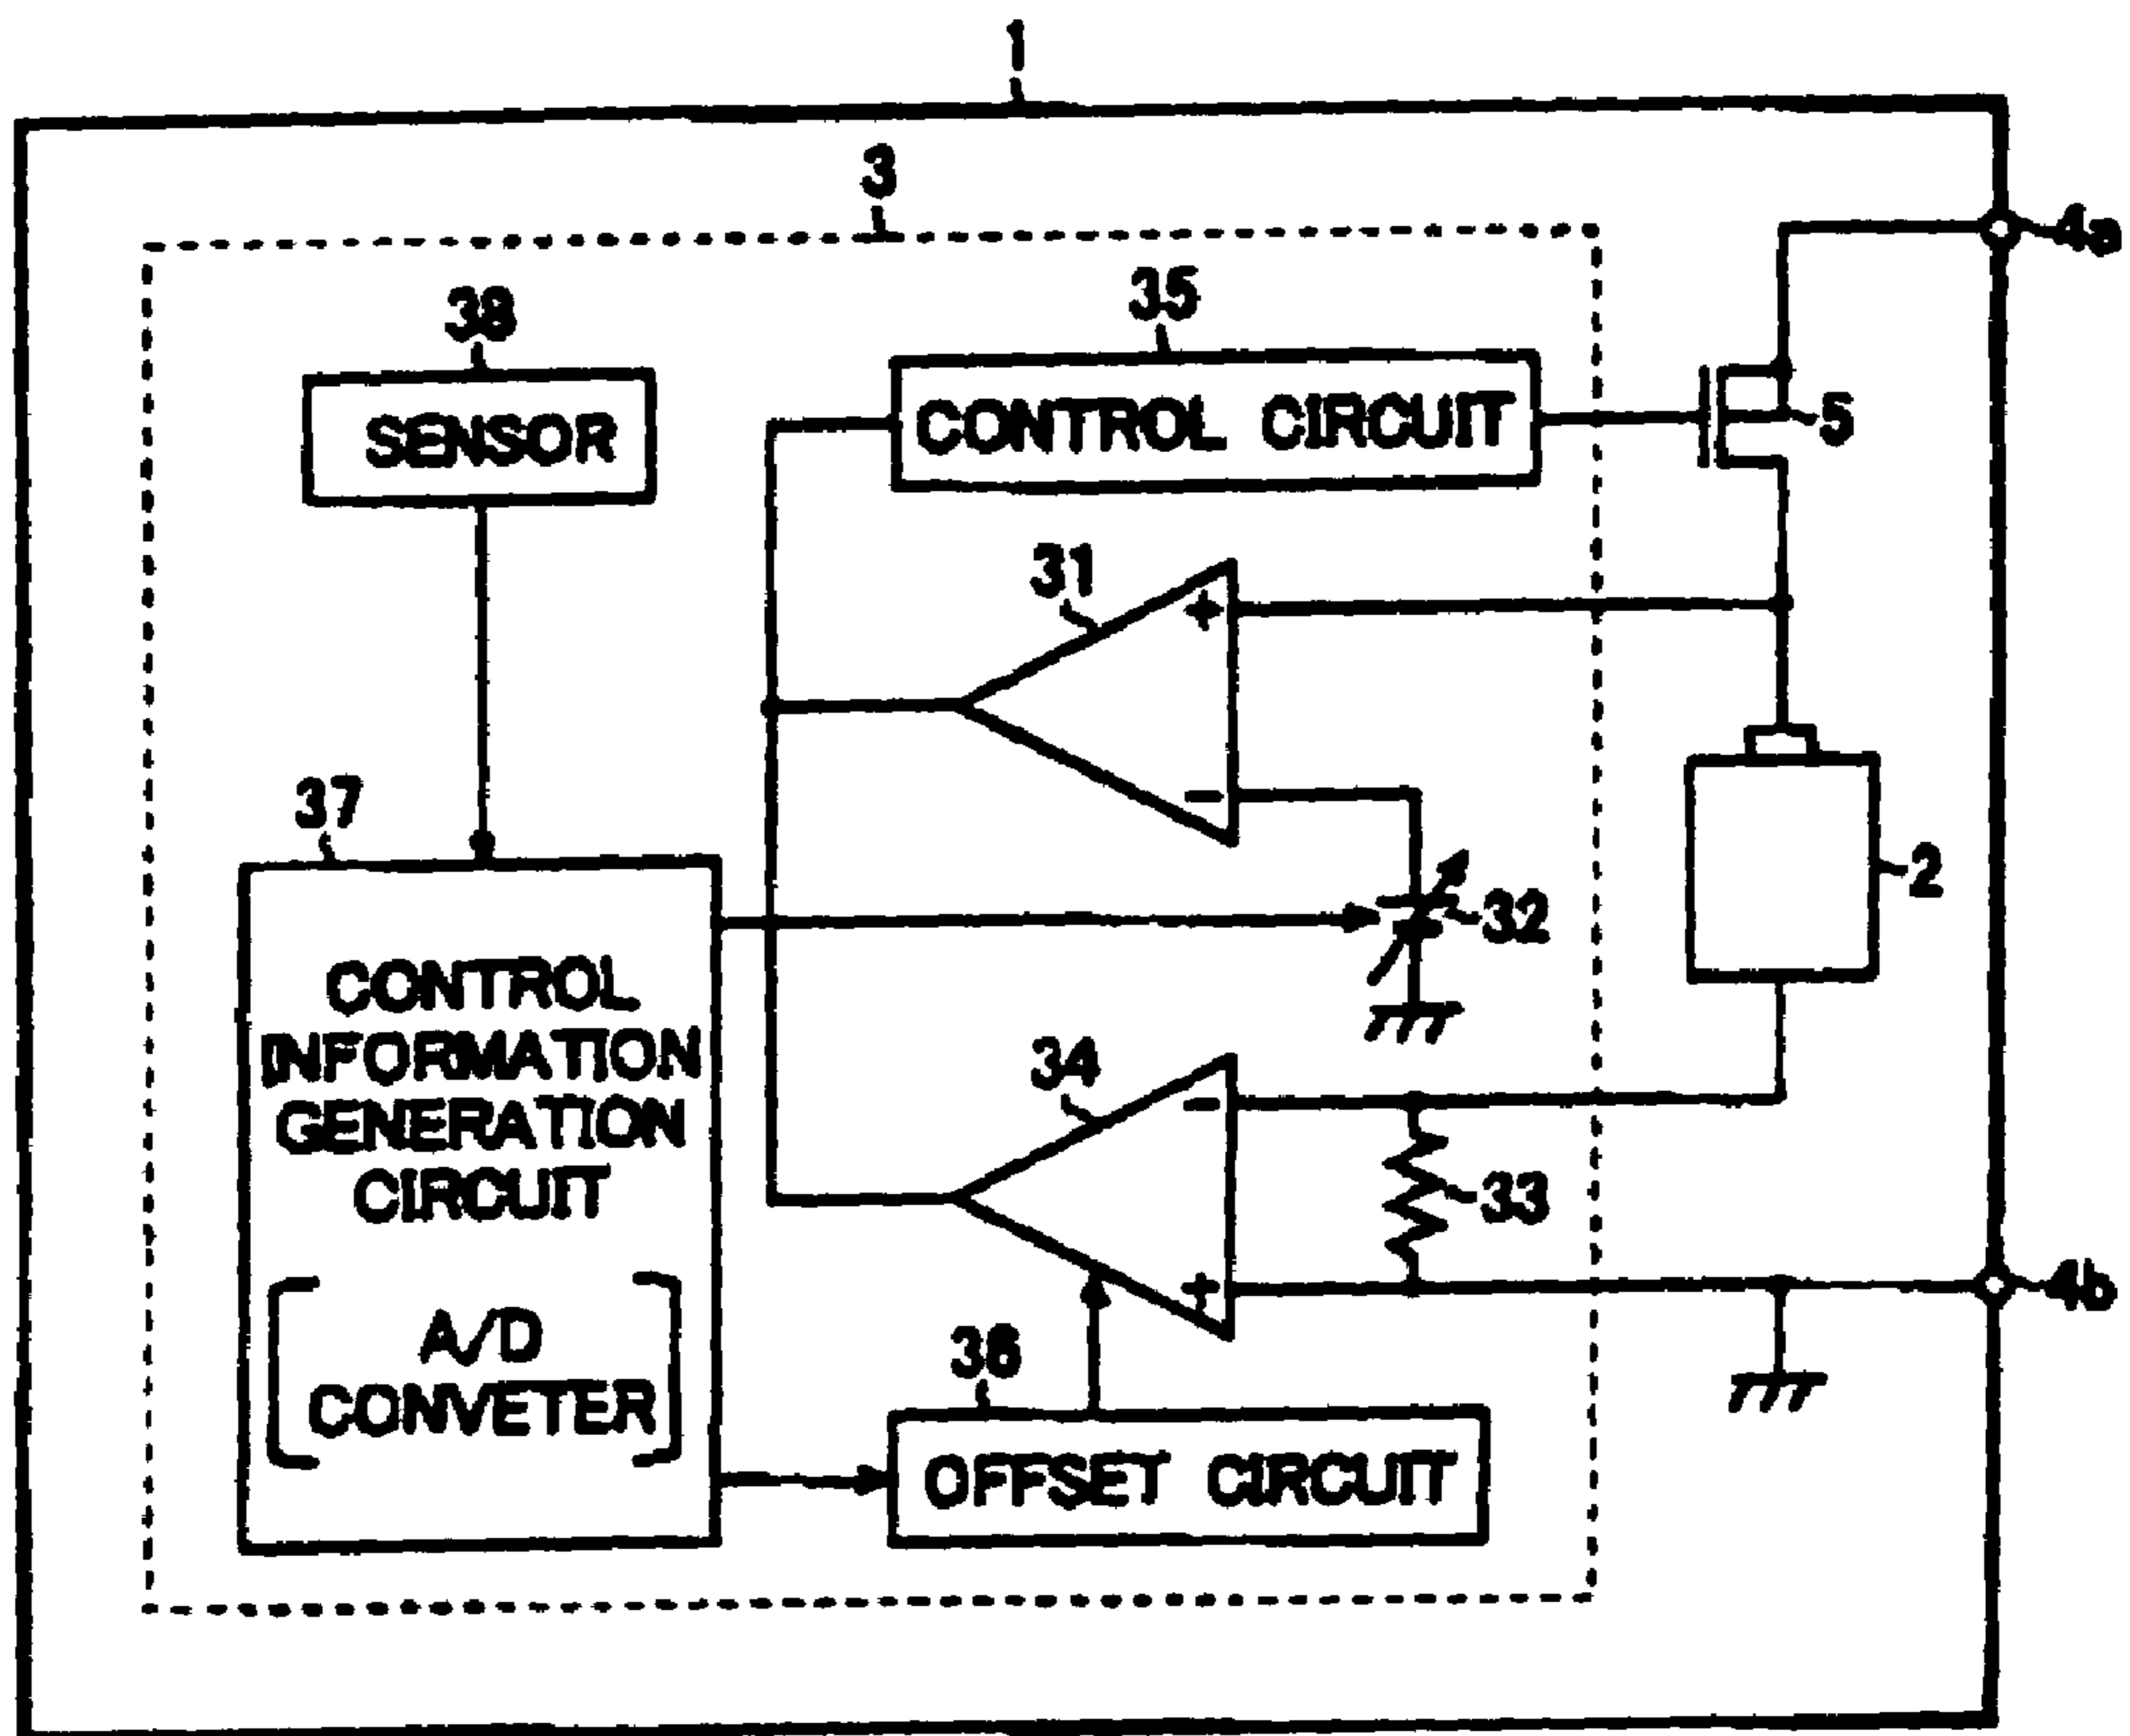 1
3
4a
38
35
SENSOR
CONTROL CIRCUIT
5
31
+
37
−
2
32
CONTROL
INFORMATION
GENERATION
CIRCUIT
34
−
33
+
4b
A/D
CONVETER
36
OFFSET CIRCUIT